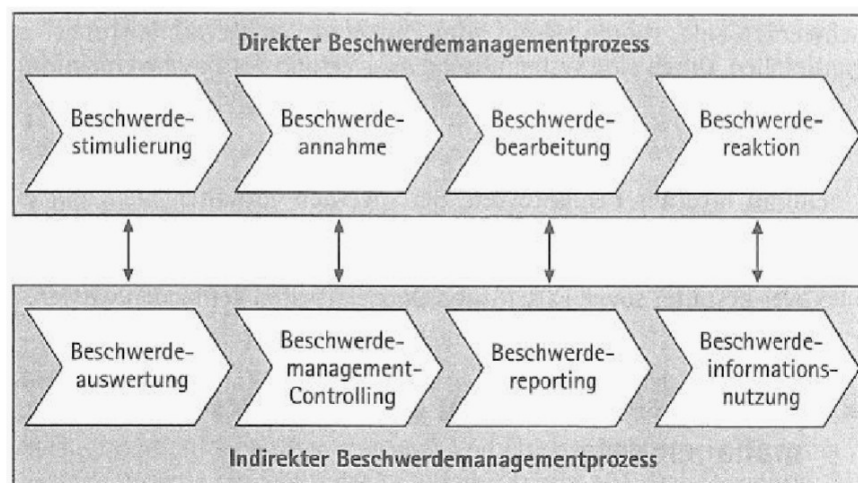 Direkter Beschwerdemanagementprozess
Beschwerde-
stimulierung
Beschwerde-
annahme
Beschwerde-
bearbeitung
Beschwerde-
reaktion
Beschwerde-
auswertung
Beschwerde-
management-
Controlling
Beschwerde-
reporting
Beschwerde-
informations-
nutzung
Indirekter Beschwerdemanagementprozess